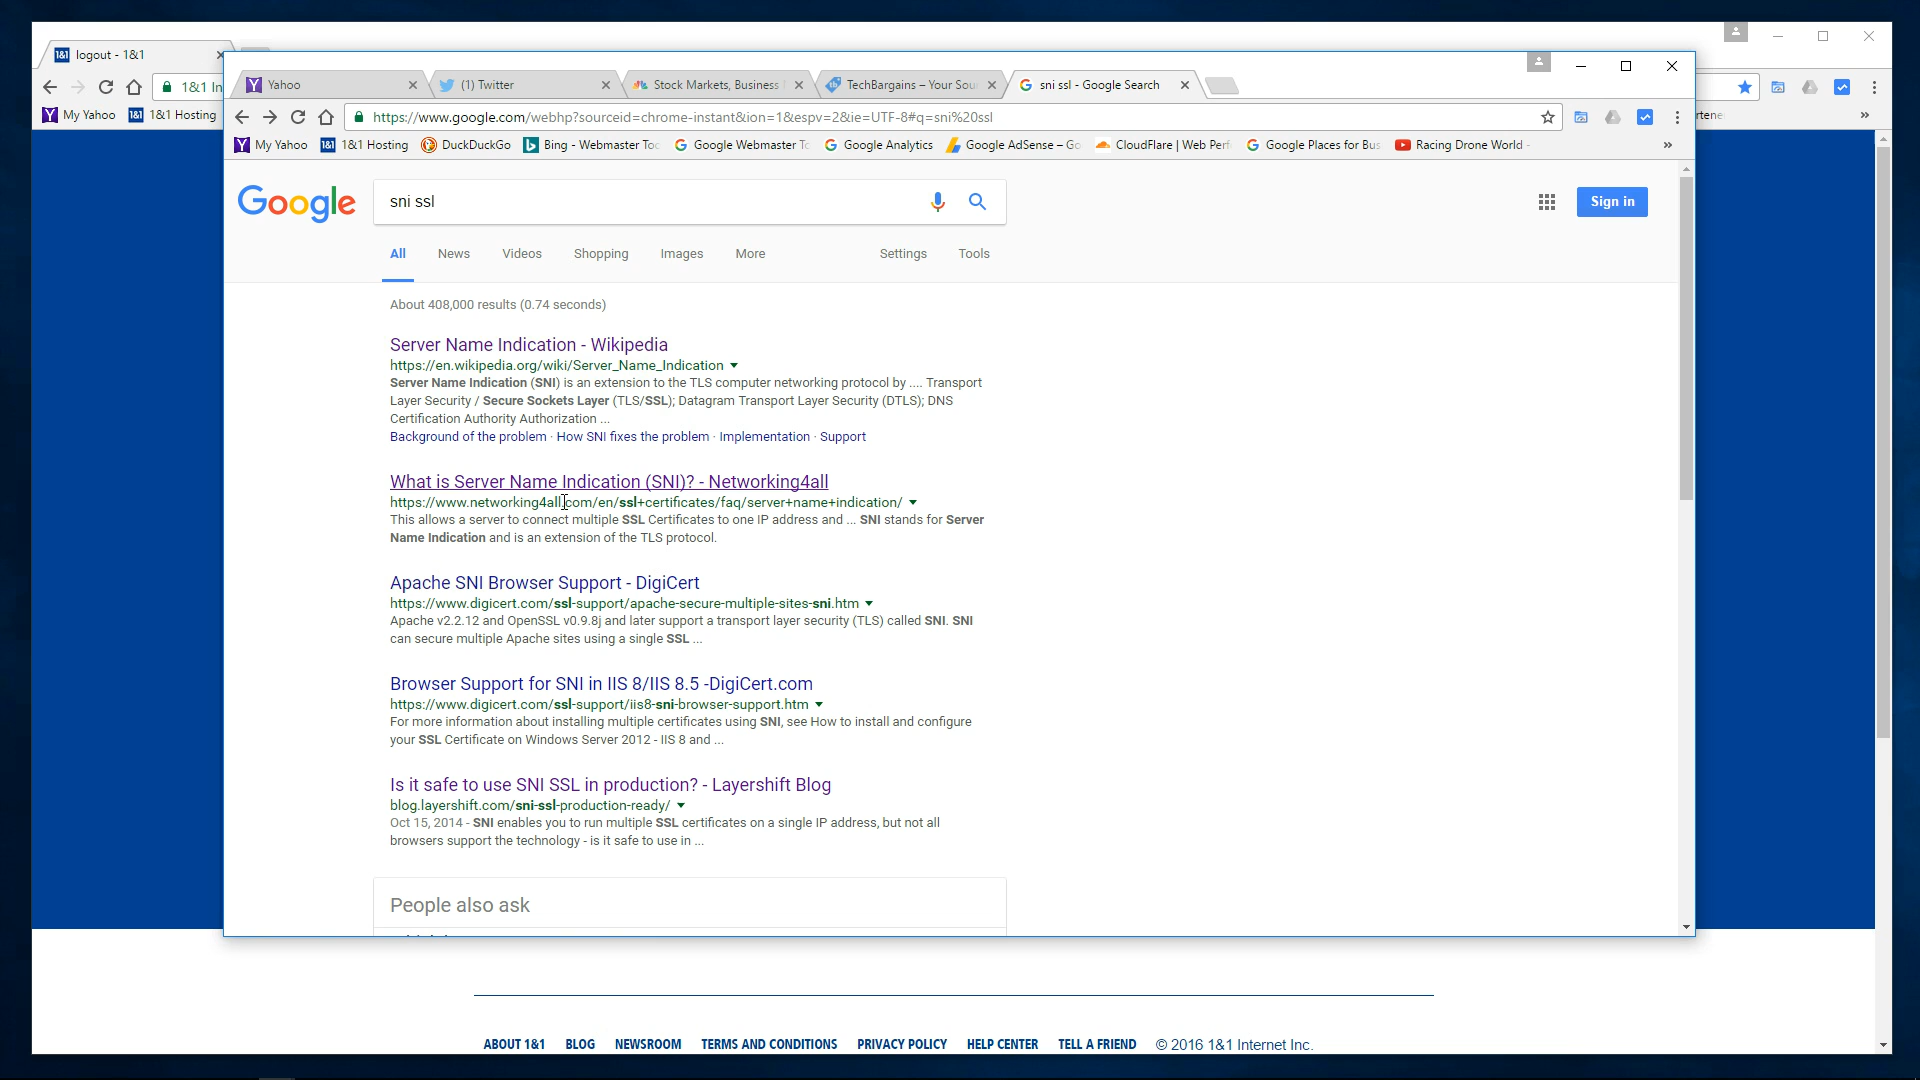 logout - 1&1
1&1 In
My Yahoo
1&1 Hosting
Yahoo
(1) Twitter
Stock Markets, Business
TechBargains – Your Sou
sni ssl - Google Search
https://www.google.com/webhp?sourceid=chrome-instant&ion=1&espv=2&ie=UTF-8#q=sni%20ssl
My Yahoo
1&1 Hosting
DuckDuckGo
Bing - Webmaster Too
Google Webmaster To
Google Analytics
Google AdSense – Go
CloudFlare | Web Perf
Google Places for Bus
Racing Drone World -
»
rtene
»
Google
sni ssl
Sign in
All
News
Videos
Shopping
Images
More
Settings
Tools
About 408,000 results (0.74 seconds)
Server Name Indication - Wikipedia
https://en.wikipedia.org/wiki/Server_Name_Indication
Server Name Indication (SNI) is an extension to the TLS computer networking protocol by .... Transport
Layer Security / Secure Sockets Layer (TLS/SSL); Datagram Transport Layer Security (DTLS); DNS
Certification Authority Authorization ...
Background of the problem · How SNI fixes the problem · Implementation · Support
What is Server Name Indication (SNI)? - Networking4all
https://www.networking4all.com/en/ssl+certificates/faq/server+name+indication/
This allows a server to connect multiple SSL Certificates to one IP address and ... SNI stands for Server
Name Indication and is an extension of the TLS protocol.
Apache SNI Browser Support - DigiCert
https://www.digicert.com/ssl-support/apache-secure-multiple-sites-sni.htm
Apache v2.2.12 and OpenSSL v0.9.8j and later support a transport layer security (TLS) called SNI. SNI
can secure multiple Apache sites using a single SSL ...
Browser Support for SNI in IIS 8/IIS 8.5 -DigiCert.com
https://www.digicert.com/ssl-support/iis8-sni-browser-support.htm
For more information about installing multiple certificates using SNI, see How to install and configure
your SSL Certificate on Windows Server 2012 - IIS 8 and ...
Is it safe to use SNI SSL in production? - Layershift Blog
blog.layershift.com/sni-ssl-production-ready/
Oct 15, 2014 - SNI enables you to run multiple SSL certificates on a single IP address, but not all
browsers support the technology - is it safe to use in ...
People also ask
ABOUT 1&1
BLOG
NEWSROOM
TERMS AND CONDITIONS
PRIVACY POLICY
HELP CENTER
TELL A FRIEND
© 2016 1&1 Internet Inc.